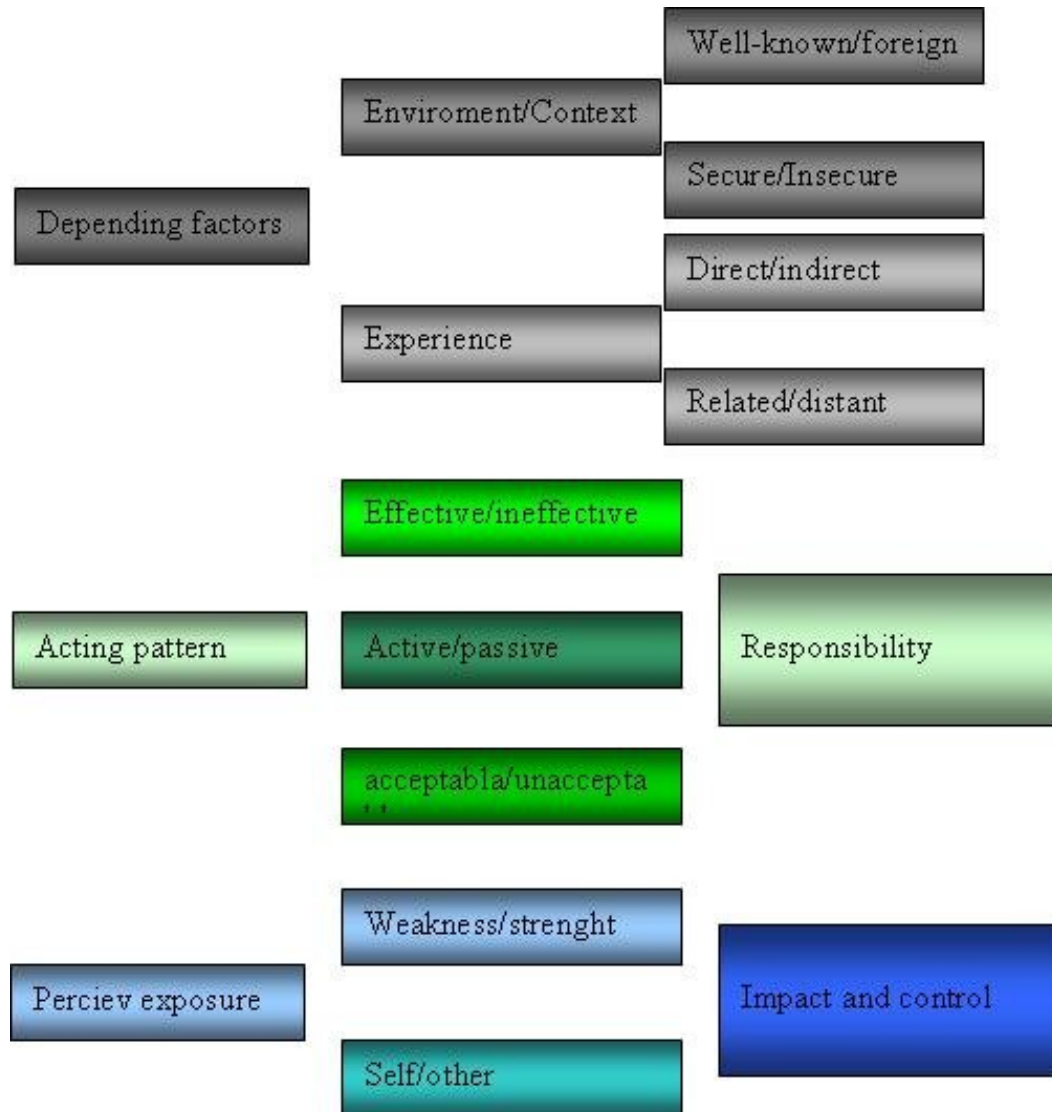 Well-known/foreign
Enviroment/Context
Secure/Insecure
Depending factors
Direct/indirect
Experience
Related/distant
Effective/ineffective
Acting pattern
Active/passive
Responsibility
acceptabla/unaccepta
Weakness/strenght
Perciev exposure
Impact and control
Self/other